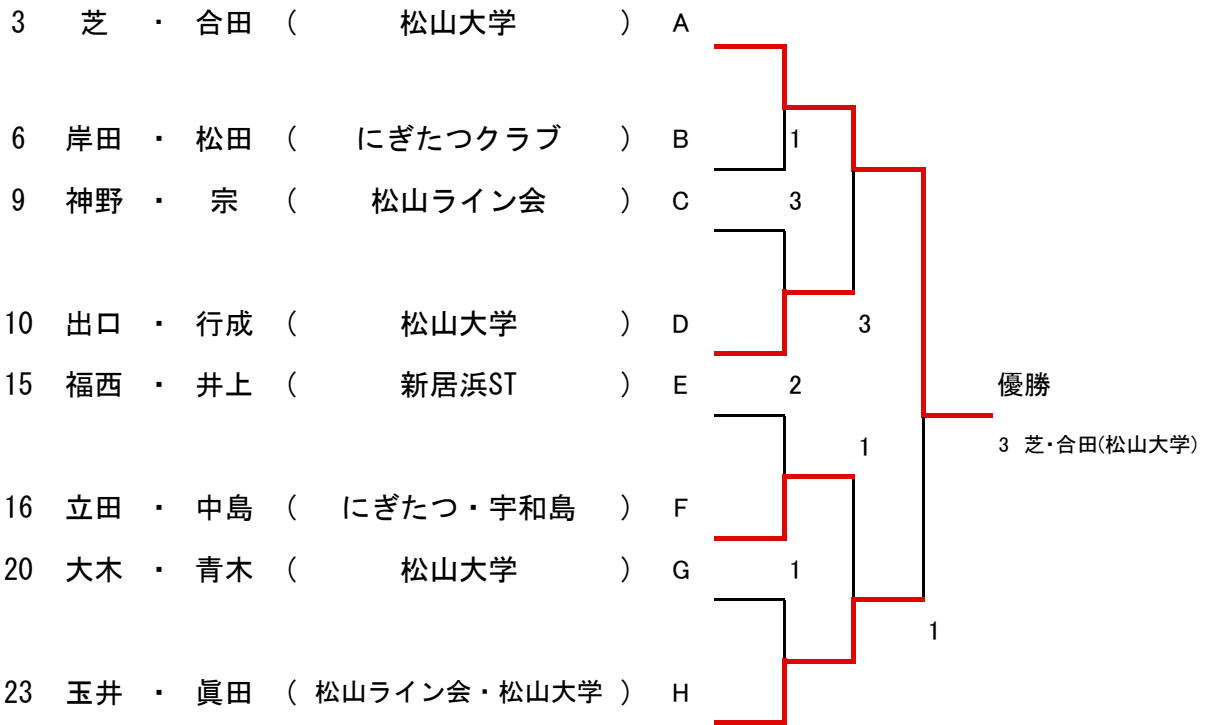 3 芝 ・ 合田 ( 松山大学 ) A
6 岸田 ・ 松田 ( にぎたつクラブ ) B 1
9 神野 ・ 宗 ( 松山ライン会 ) C 3
10 出口 ・ 行成 ( 松山大学 ) D 3
15 福西 ・ 井上 ( 新居浜ST ) E 2 優勝
1 3 芝・合田(松山大学)
16 立田 ・ 中島 ( にぎたつ・宇和島 ) F
20 大木 ・ 青木 ( 松山大学 ) G 1
1
23 玉井 ・ 眞田 ( 松山ライン会・松山大学 ) H